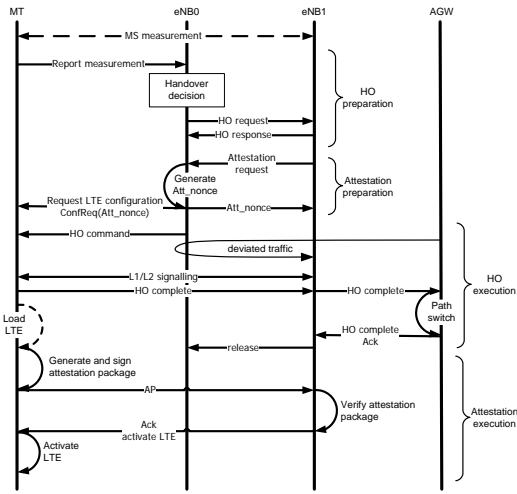 MT
eNB0
eNB1
AGW
MS measurement
Report measurement
Handover
decision
HO
preparation
HO request
HO response
Attestation
request
Generate
Att_nonce
Attestation
preparation
Request LTE configuration
ConfReq(Att_nonce)
Att_nonce
HO command
deviated traffic
L1/L2 signalling
HO complete
HO complete
HO
execution
Path
switch
Load
LTE
HO complete
Ack
release
Generate and sign
attestation package
AP
Verify attestation
package
Attestation
execution
Ack
activate LTE
Activate
LTE